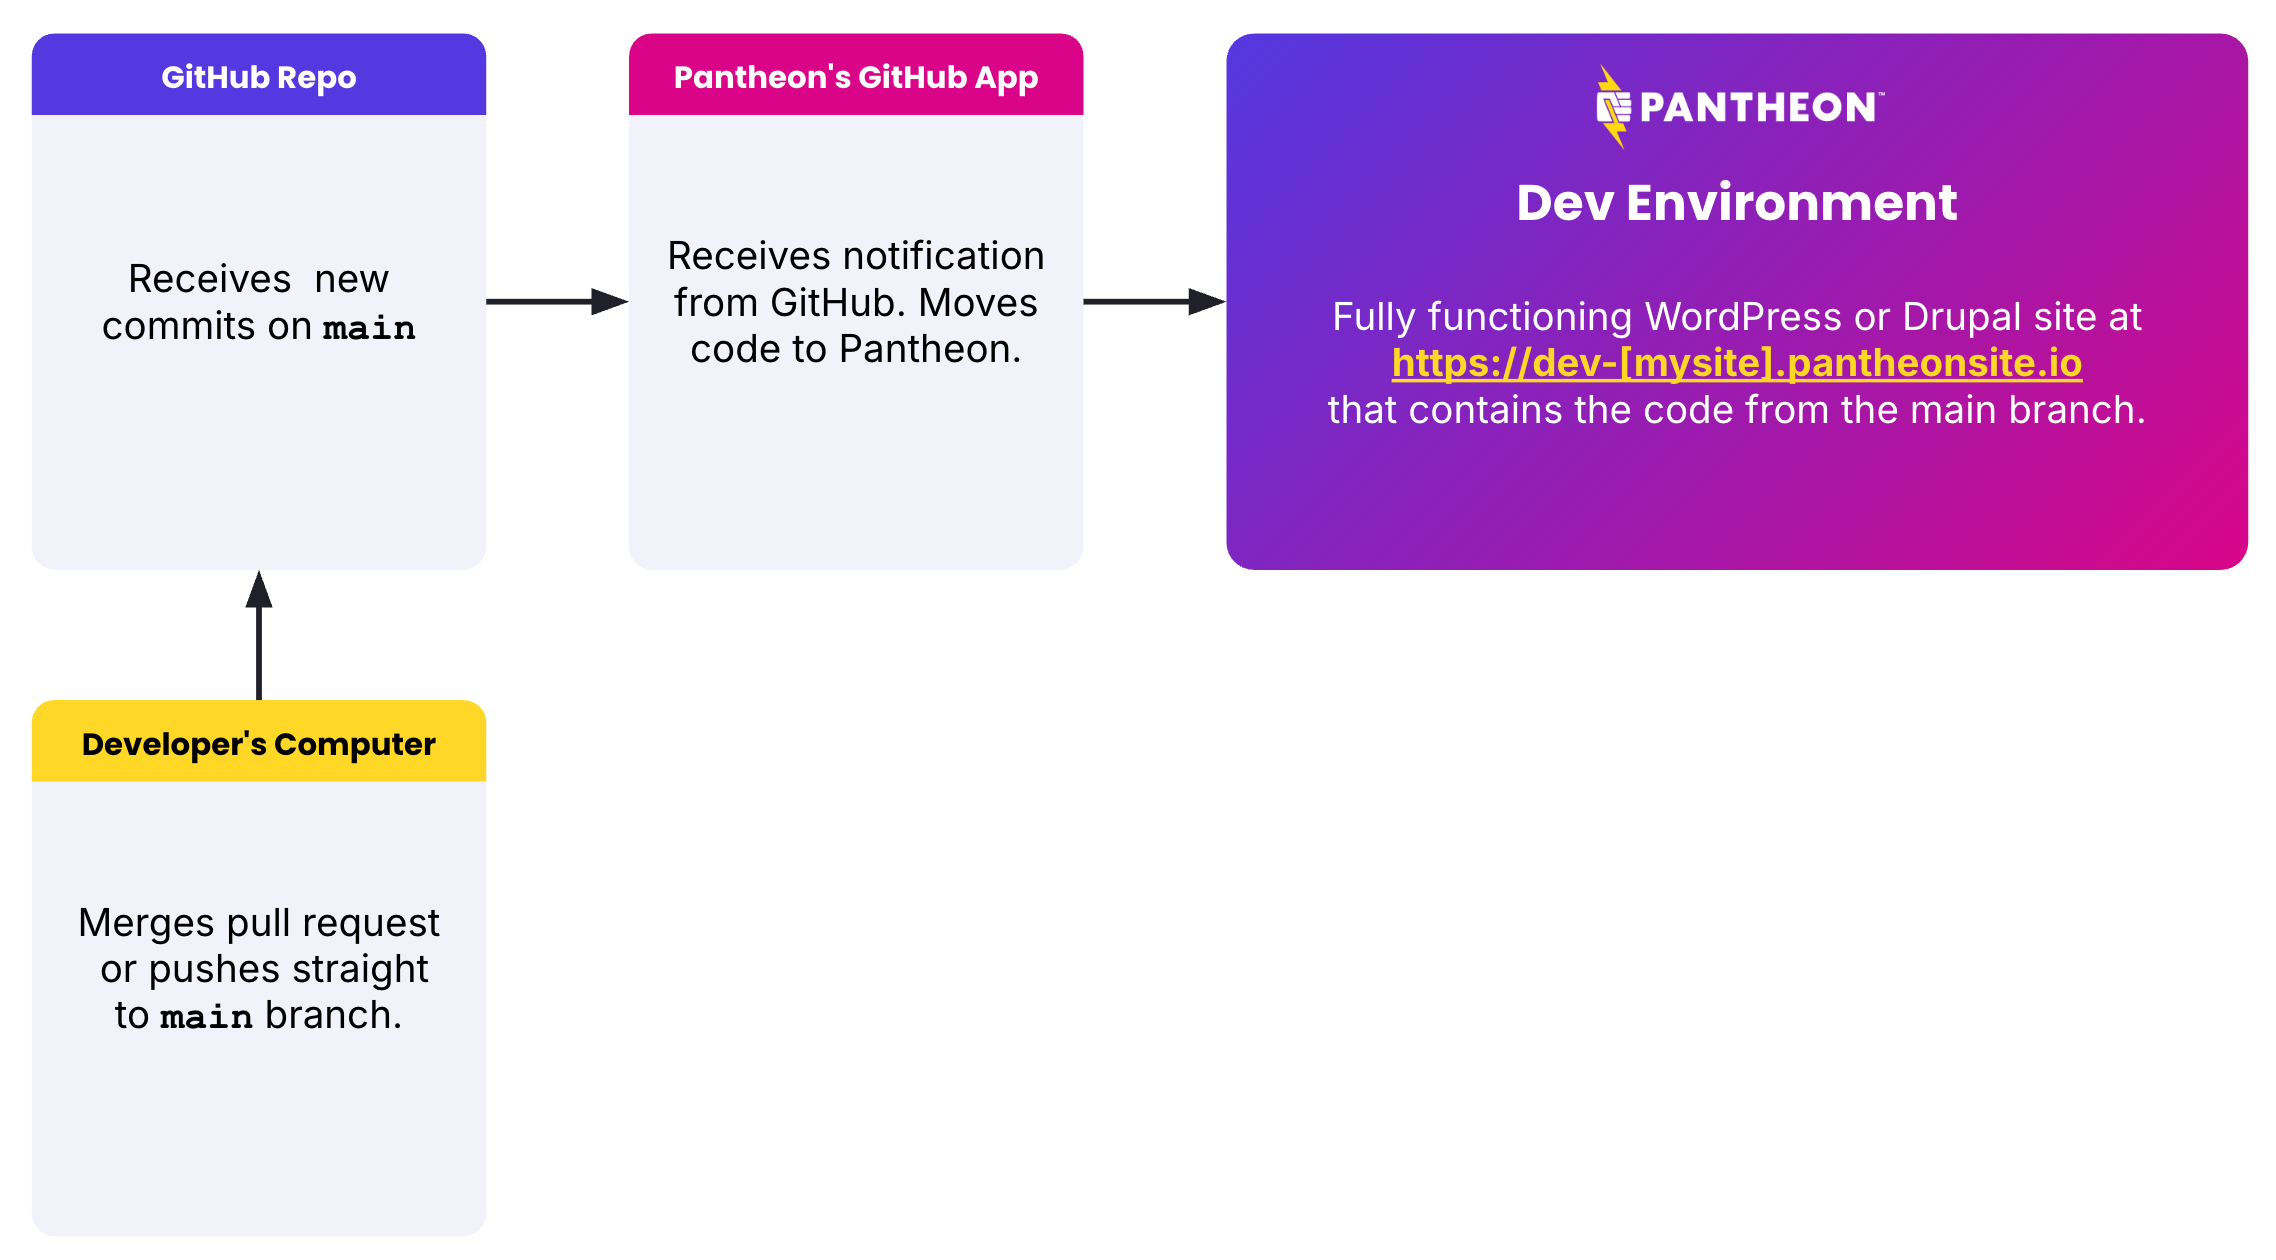 GitHub Repo
Receives  new
commits on main
Pantheon's GitHub App
Receives notification
from GitHub. Moves
code to Pantheon.
PANTHEON™
Dev Environment
Fully functioning WordPress or Drupal site at
https://dev-[mysite].pantheonsite.io
that contains the code from the main branch.
Developer's Computer
Merges pull request
or pushes straight
to main branch.